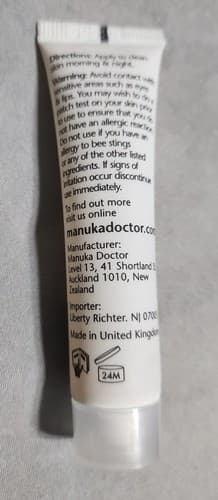 Directions: Apply to clean
skin morning & night.
Warning: Avoid contact with
sensitive areas such as eyes
& lips. You may wish to do a
patch test on your skin prior
to use to ensure that you do
not have an allergic reaction
Do not use if you have an
allergy to bee stings
or any of the other listed
ingredients. If signs of
irritation occur discontinue
use immediately.
To find out more
visit us online
manukadoctor.com
Manufacturer:
Manuka Doctor
Level 13, 41 Shortland
Auckland 1010, New
Zealand
Importer:
Liberty Richter. NJ
Made in United Kingdom
24M